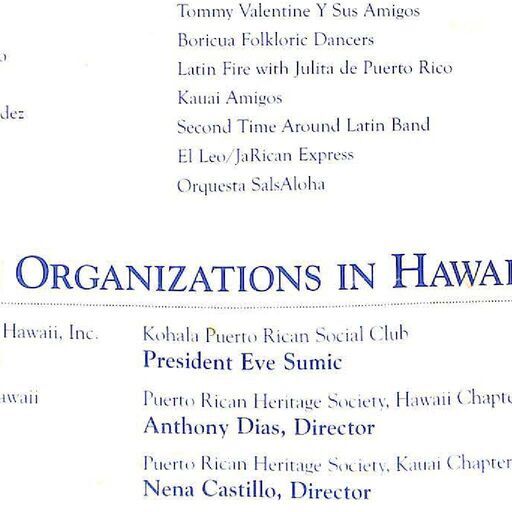 Tommy Valentine Y Sus Amigos
Boricua Folkloric Dancers
o
Latin Fire with Julita de Puerto Rico
Kauai Amigos
dez
Second Time Around Latin Band
El Leo/JaRican Express
Orquesta SalsAloha
ORGANIZATIONS IN HAWAI
Hawaii, Inc.
Kohala Puerto Rican Social Club
President Eve Sumic
awaii
Puerto Rican Heritage Society, Hawaii Chapte
Anthony Dias, Director
Puerto Rican Heritage Society, Kauai Chapter
Nena Castillo, Director